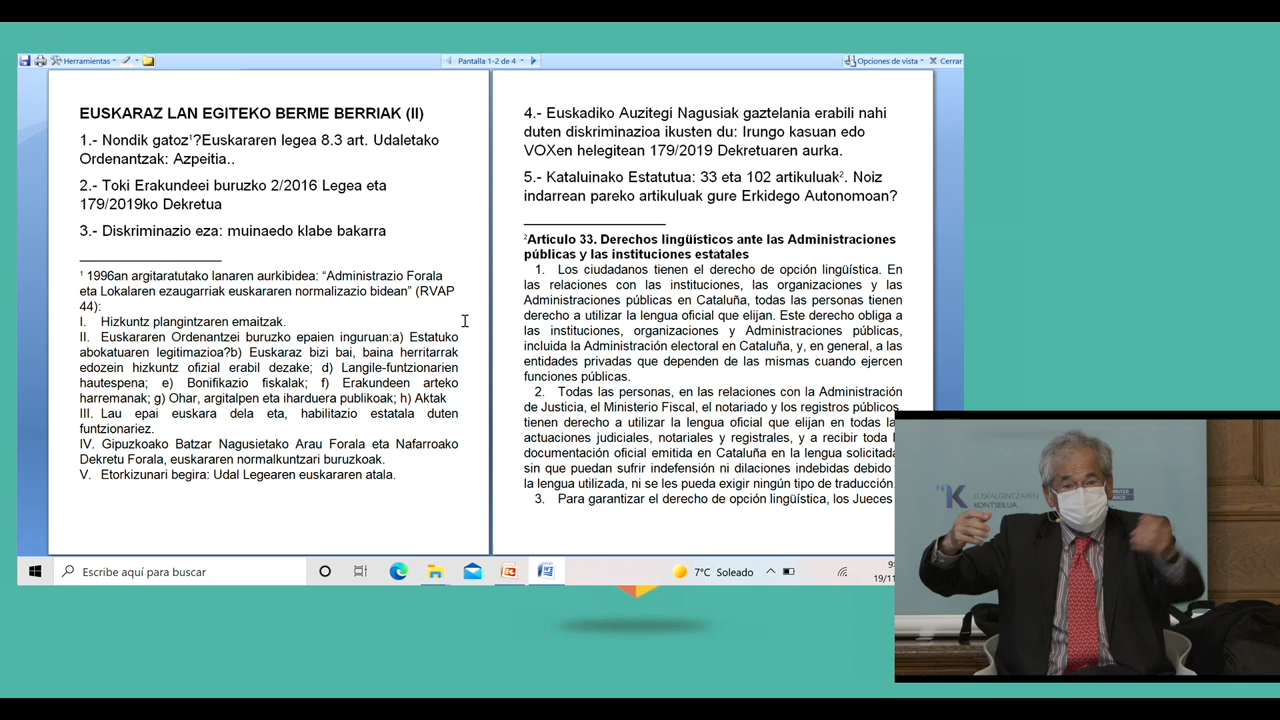 Herramientas
Pantalla 1-2 de 4
Opciones de vista
Cerrar
EUSKARAZ LAN EGITEKO BERME BERRIAK (II)
1.- Nondik gatoz¹?Euskararen legea 8.3 art. Udaletako
Ordenantzak: Azpeitia..
2.- Toki Erakundeei buruzko 2/2016 Legea eta
179/2019ko Dekretua
3.- Diskriminazio eza: muinaedo klabe bakarra
¹ 1996an argitaratutako lanaren aurkibidea: “Administrazio Forala
eta Lokalaren ezaugarriak euskararen normalizazio bidean” (RVAP
44):
I. Hizkuntz plangintzaren emaitzak.
II. Euskararen Ordenantzei buruzko epaien inguruan:a) Estatuko
abokatuaren legitimazioa?b) Euskaraz bizi bai, baina herritarrak
edozein hizkuntz ofizial erabil dezake; d) Langile-funtzionarien
hautespena; e) Bonifikazio fiskalak; f) Erakundeen arteko
harremanak; g) Ohar, argitalpen eta iharduera publikoak; h) Aktak
III. Lau epai euskara dela eta, habilitazio estatala duten
funtzionariez.
IV. Gipuzkoako Batzar Nagusietako Arau Forala eta Nafarroako
Dekretu Forala, euskararen normalkuntzari buruzkoak.
V. Etorkizunari begira: Udal Legearen euskararen atala.
4.- Euskadiko Auzitegi Nagusiak gaztelania erabili nahi
duten diskriminazioa ikusten du: Irungo kasuan edo
VOXen helegitean 179/2019 Dekretuaren aurka.
5.- Kataluinako Estatutua: 33 eta 102 artikuluak². Noiz
indarrean pareko artikuluak gure Erkidego Autonomoan?
²Artículo 33. Derechos lingüísticos ante las Administraciones
públicas y las instituciones estatales
1. Los ciudadanos tienen el derecho de opción lingüística. En
las relaciones con las instituciones, las organizaciones y las
Administraciones públicas en Cataluña, todas las personas tienen
derecho a utilizar la lengua oficial que elijan. Este derecho obliga a
las instituciones, organizaciones y Administraciones públicas,
incluida la Administración electoral en Cataluña, y, en general, a las
entidades privadas que dependen de las mismas cuando ejercen
funciones públicas.
2. Todas las personas, en las relaciones con la Administración
de Justicia, el Ministerio Fiscal, el notariado y los registros públicos,
tienen derecho a utilizar la lengua oficial que elijan en todas la
actuaciones judiciales, notariales y registrales, y a recibir toda
documentación oficial emitida en Cataluña en la lengua solicitada
sin que puedan sufrir indefensión ni dilaciones indebidas debido
la lengua utilizada, ni se les pueda exigir ningún tipo de traducción.
3. Para garantizar el derecho de opción lingüística, los Jueces
Escribe aquí para buscar
7°C Soleado
19/11
K EUSKALGINTZAREN
KONTSEILUA